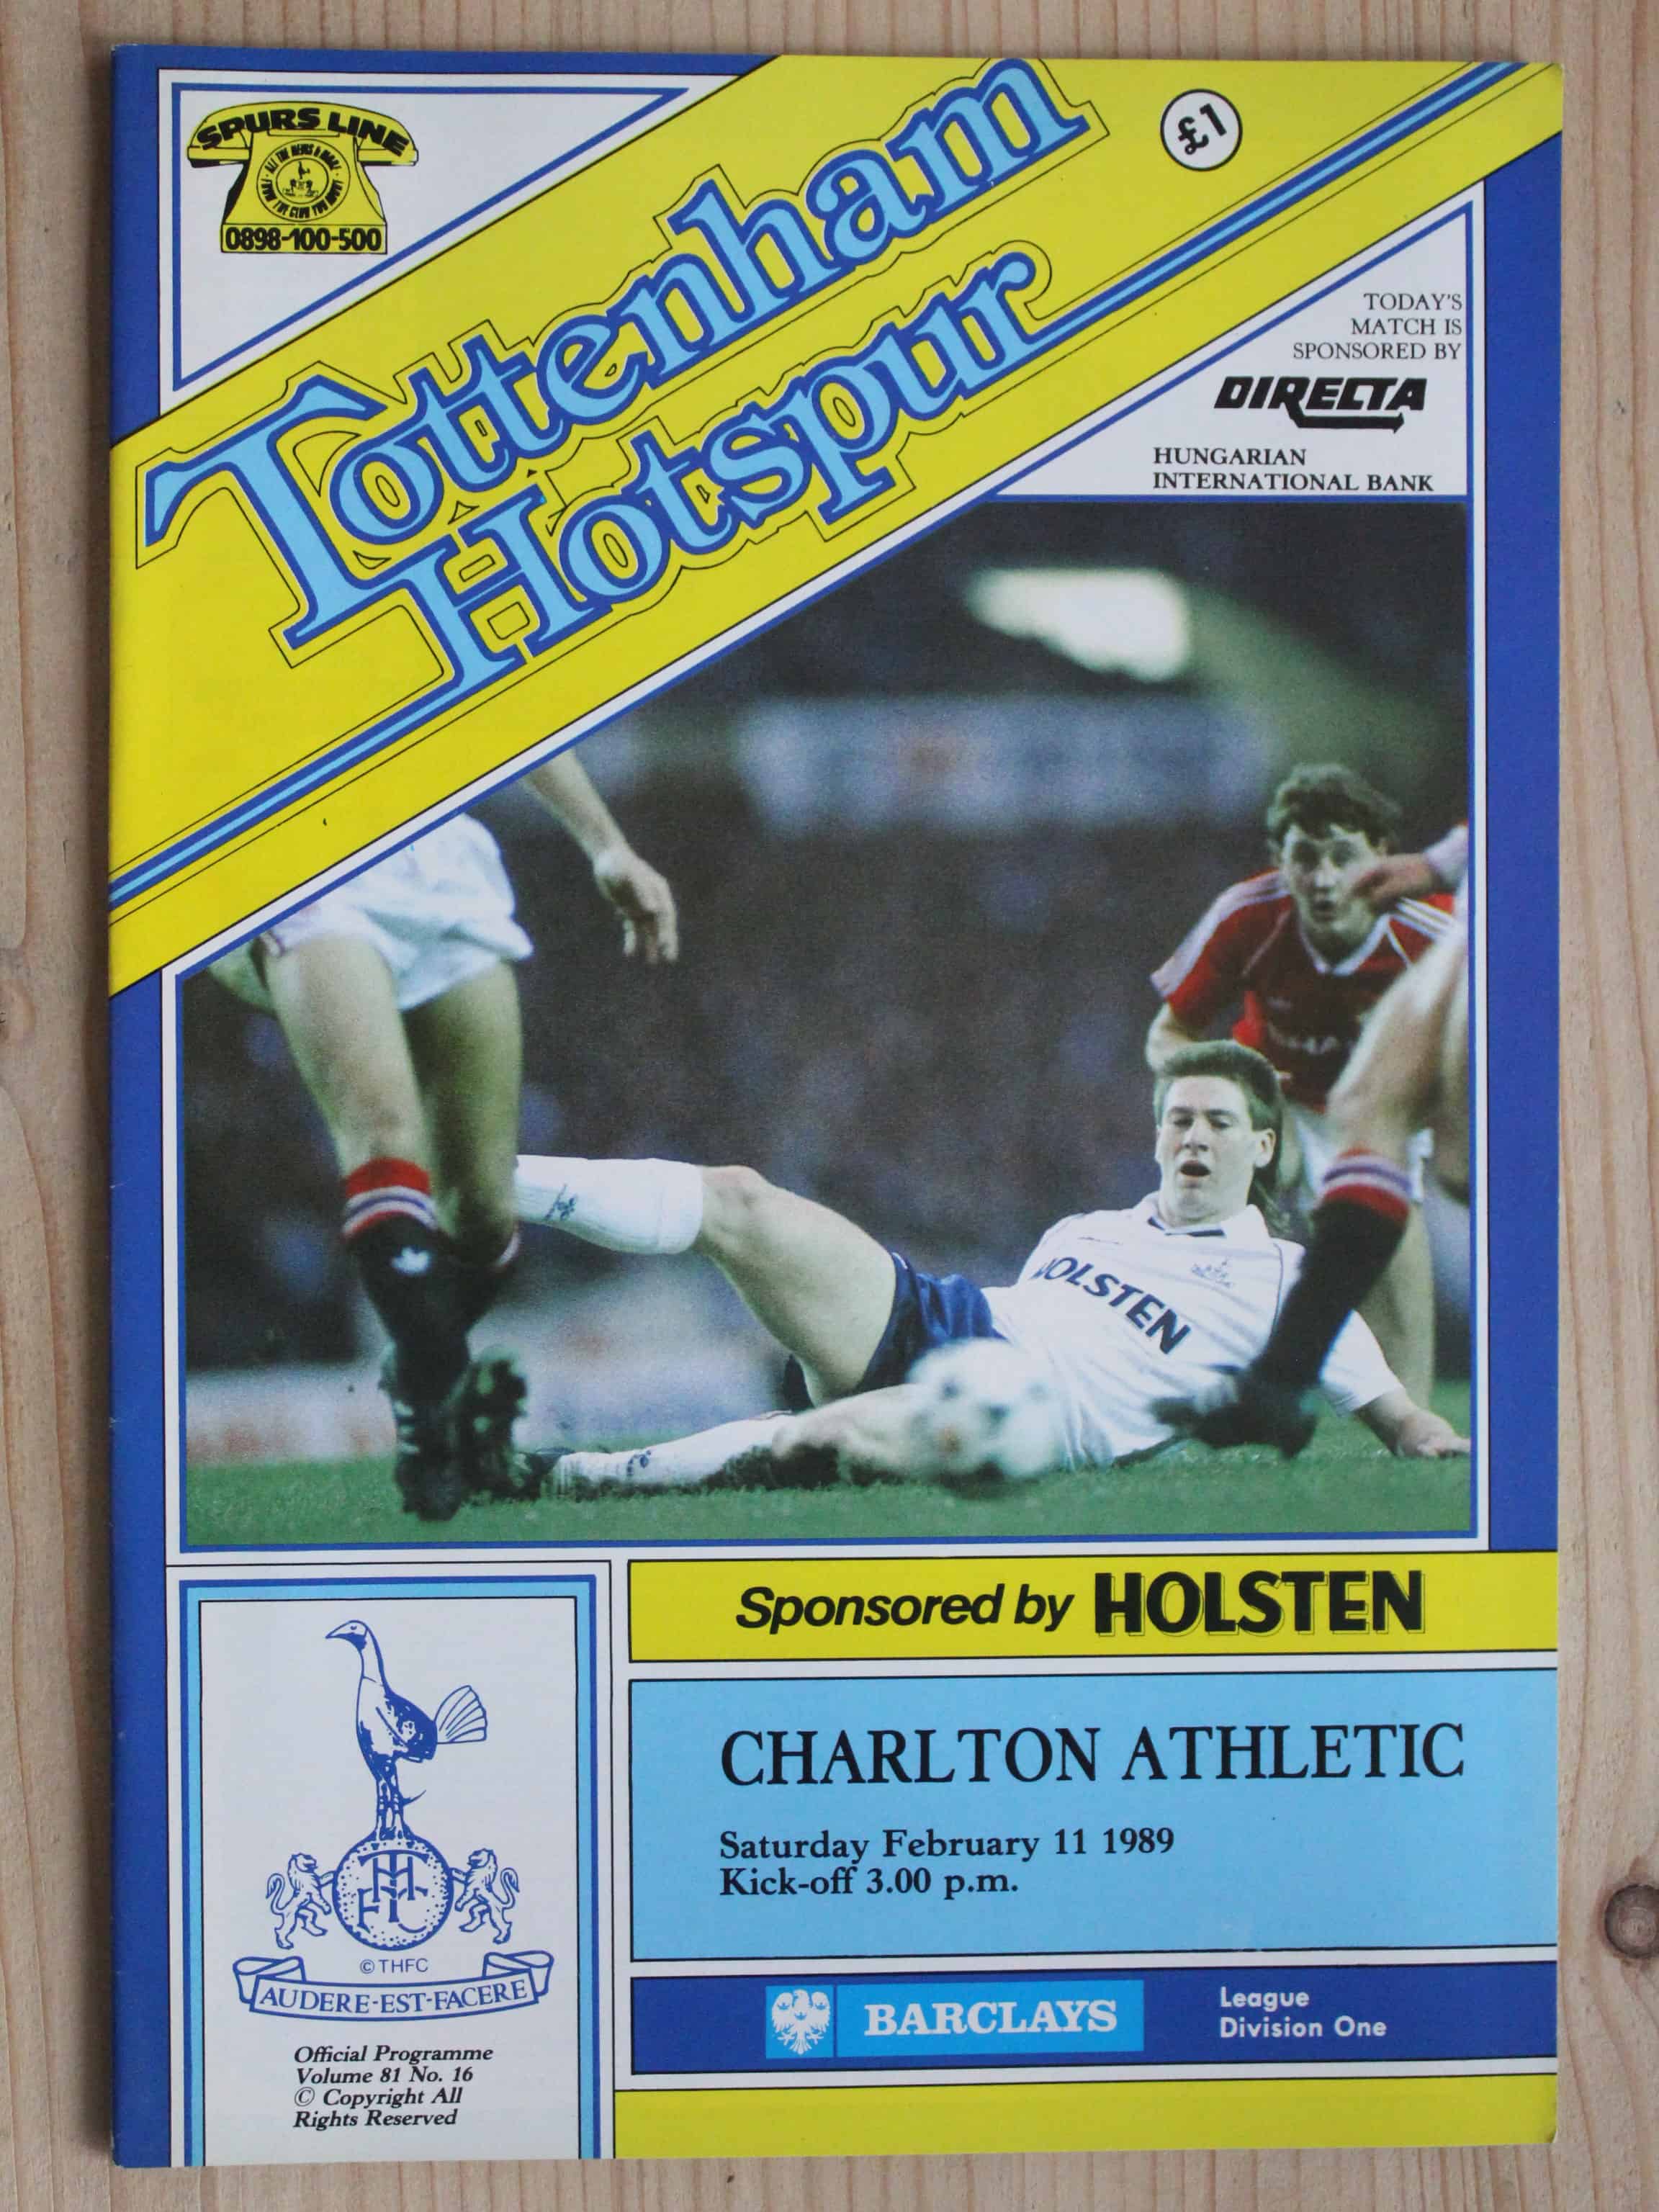 SPURS LINE
0898-100-500
Tottenham
Hotspur
£1
TODAY'S
MATCH IS
SPONSORED BY
DIRECTA
HUNGARIAN
INTERNATIONAL BANK
HOLSTEN
Sponsored by HOLSTEN
CHARLTON ATHLETIC
Saturday February 11 1989
Kick-off 3.00 p.m.
BARCLAYS
League
Division One
THFC
© THFC
AUDERE-EST-FACERE
Official Programme
Volume 81 No. 16
© Copyright All
Rights Reserved